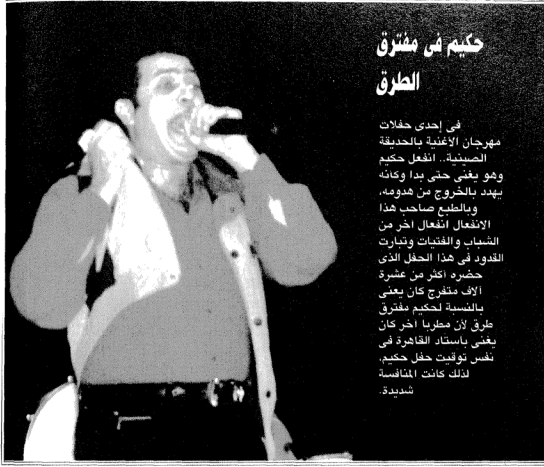 حكيم فى مفترق
الطرق
فى إحدى حفلات
مهرجان الأغنية بالحديقة
الصينية.. انفعل حكيم
وهو يغنى حتى بدا وكأنه
يهدد بالخروج من هدومه،
وبالطبع صاحب هذا
الانفعال انفعال آخر من
الشباب والفتيات وتبارت
القدود فى هذا الحفل الذى
حضره أكثر من عشرة
آلاف متفرج كان يعنى
بالنسبة لحكيم مفترق
طرق لأن مطربا آخر كان
يغنى باستاد القاهرة فى
نفس توقيت حفل حكيم،
لذلك كانت المنافسة
شديدة.